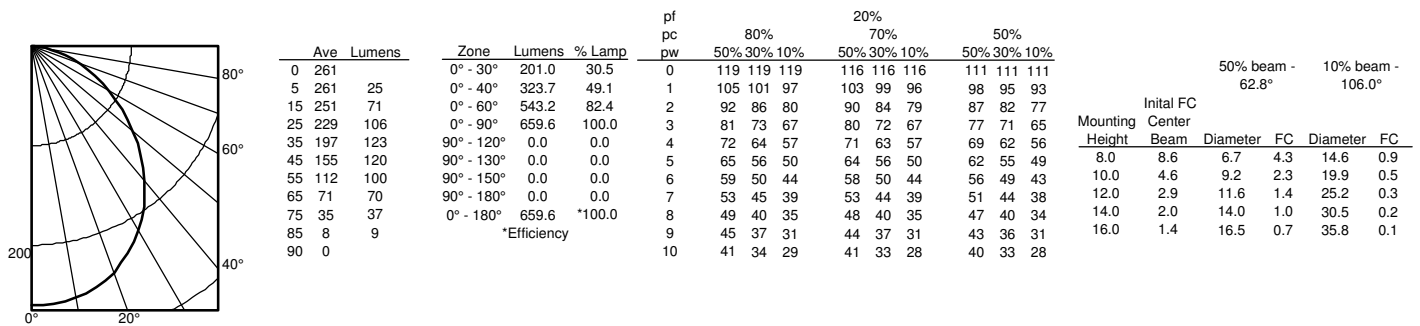 80°
60°
40°
200
0° 20°
Ave Lumens
0 261
5 261 25
15 251 71
25 229 106
35 197 123
45 155 120
55 112 100
65 71 70
75 35 37
85 8 9
90 0
Zone Lumens % Lamp
0° - 30° 201.0 30.5
0° - 40° 323.7 49.1
0° - 60° 543.2 82.4
0° - 90° 659.6 100.0
90° - 120° 0.0 0.0
90° - 130° 0.0 0.0
90° - 150° 0.0 0.0
90° - 180° 0.0 0.0
0° - 180° 659.6 *100.0
*Efficiency
pf 20%
pc 80% 70% 50%
pw 50% 30% 10% 50% 30% 10% 50% 30% 10%
0 119 119 119 116 116 116 111 111 111
1 105 101 97 103 99 96 98 95 93
2 92 86 80 90 84 79 87 82 77
3 81 73 67 80 72 67 77 71 65
4 72 64 57 71 63 57 69 62 56
5 65 56 50 64 56 50 62 55 49
6 59 50 44 58 50 44 56 49 43
7 53 45 39 53 44 39 51 44 38
8 49 40 35 48 40 35 47 40 34
9 45 37 31 44 37 31 43 36 31
10 41 34 29 41 33 28 40 33 28
50% beam - 10% beam -
62.8° 106.0°
Inital FC
Mounting Center
Height Beam Diameter FC Diameter FC
8.0 8.6 6.7 4.3 14.6 0.9
10.0 4.6 9.2 2.3 19.9 0.5
12.0 2.9 11.6 1.4 25.2 0.3
14.0 2.0 14.0 1.0 30.5 0.2
16.0 1.4 16.5 0.7 35.8 0.1